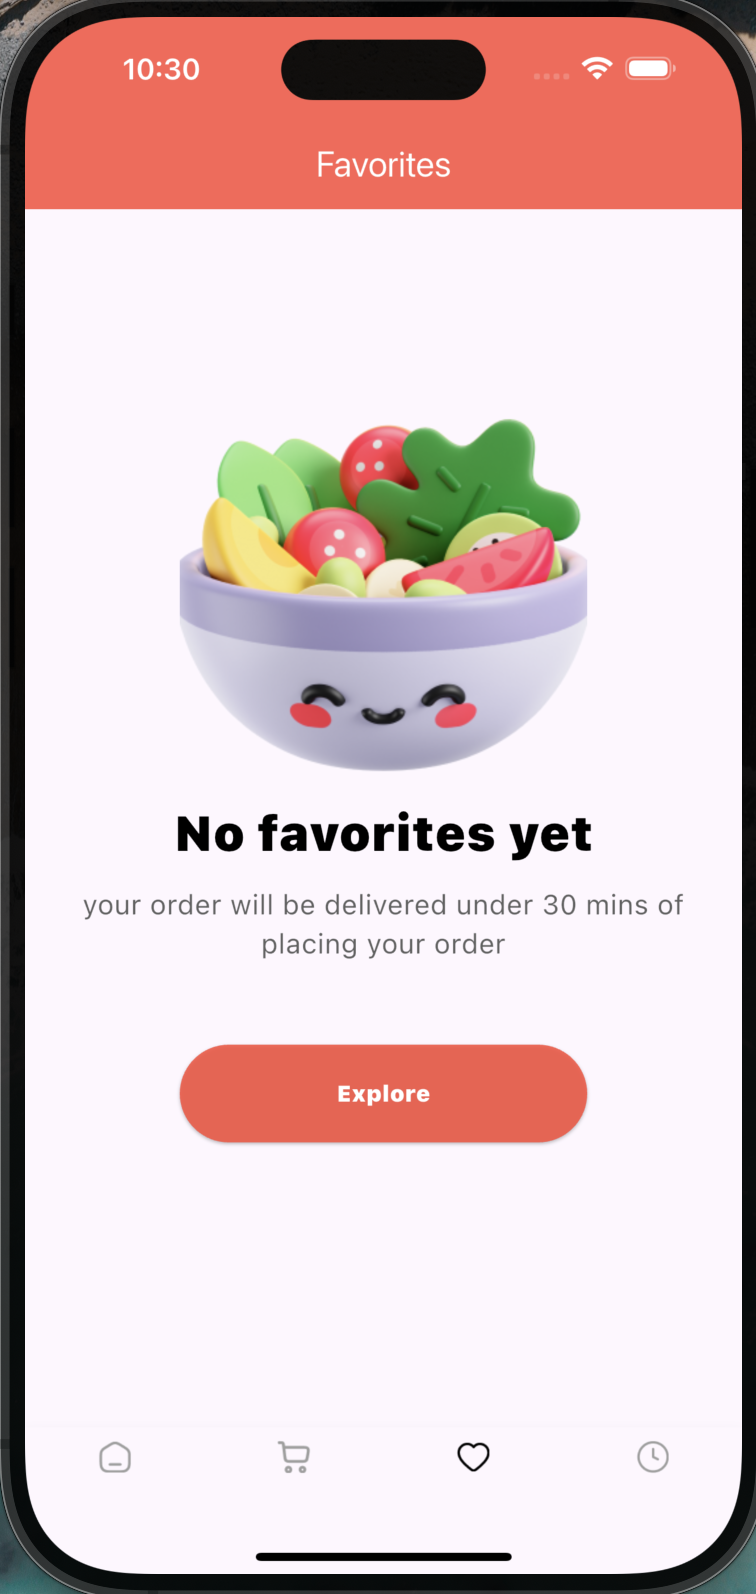 10:30
Favorites
No favorites yet
your order will be delivered under 30 mins of
placing your order
Explore